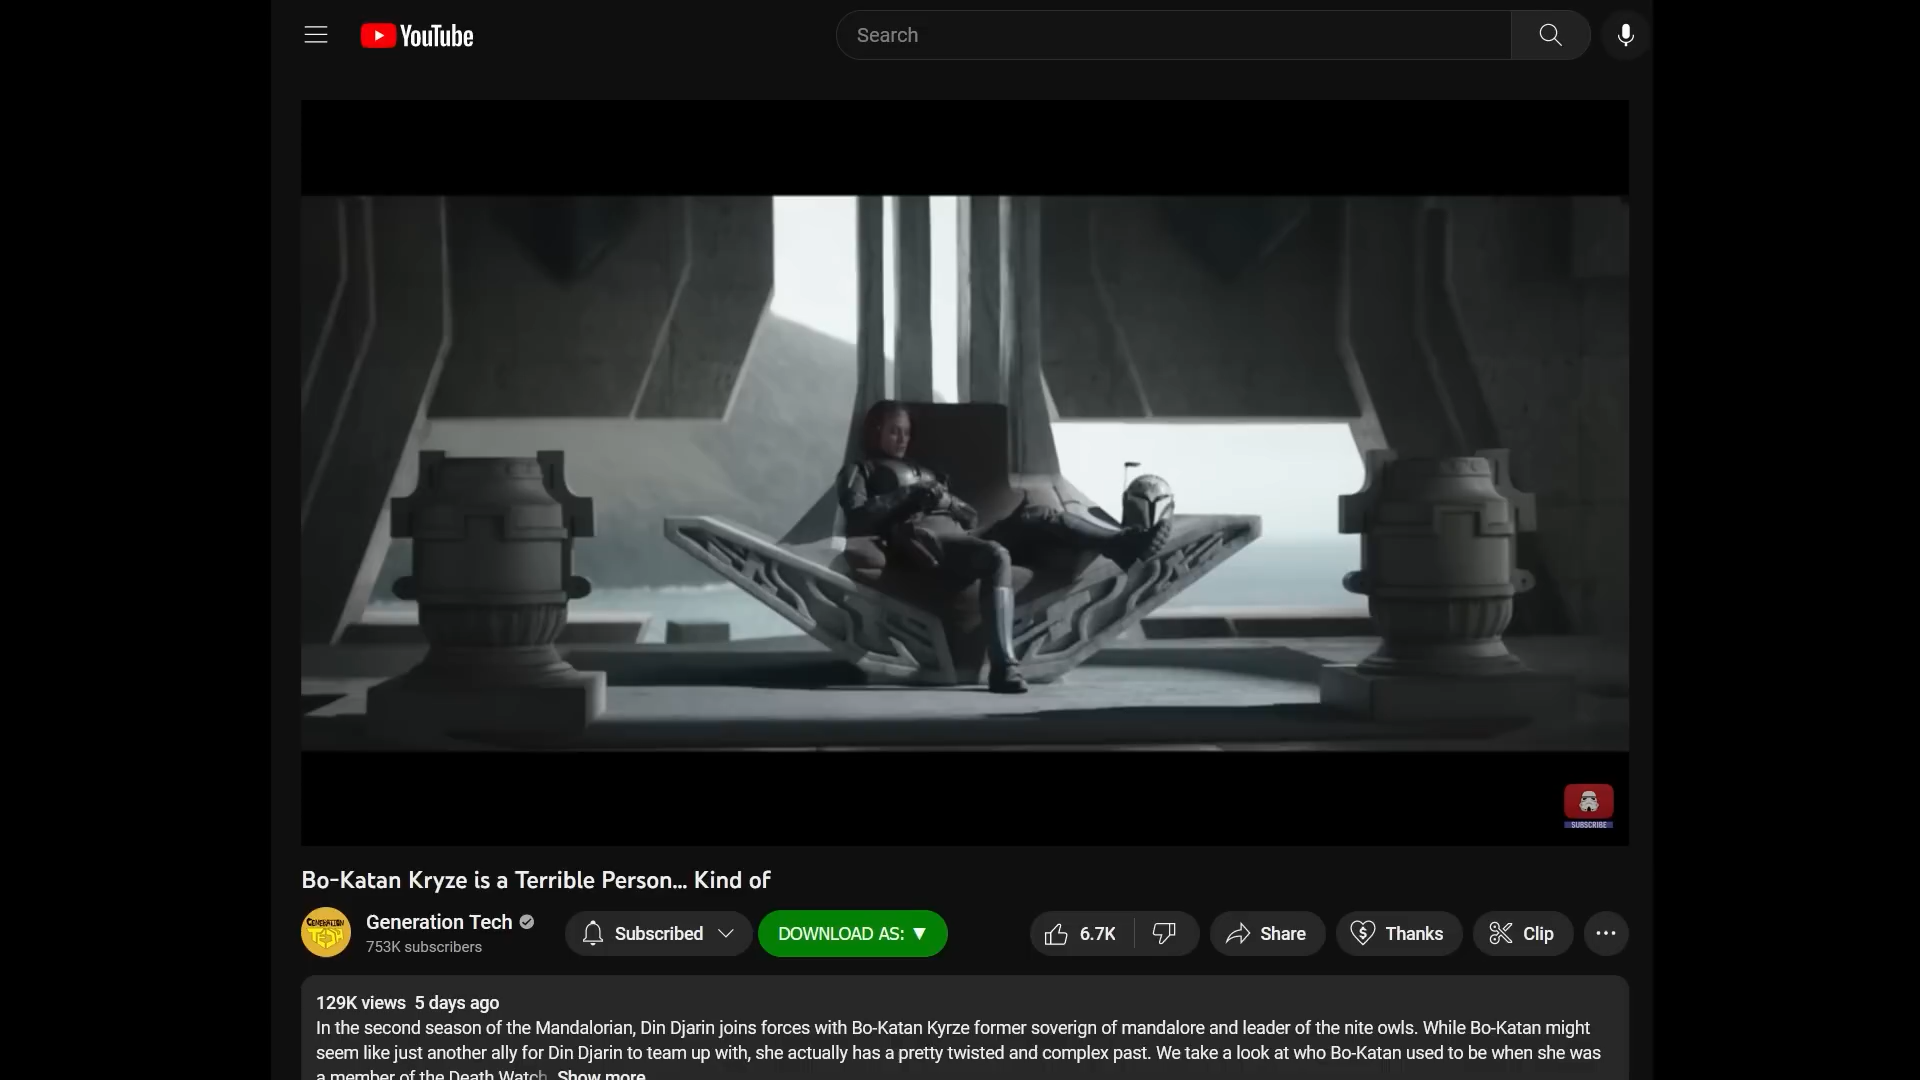 YouTube
Search
SUBSCRIBE
Bo-Katan Kryze is a Terrible Person... Kind of
GENERATION TECH
Generation Tech
753K subscribers
Subscribed
DOWNLOAD AS: ▼
6.7K
Share
Thanks
Clip
129K views 5 days ago
In the second season of the Mandalorian, Din Djarin joins forces with Bo-Katan Kyrze former soverign of mandalore and leader of the nite owls. While Bo-Katan might
seem like just another ally for Din Djarin to team up with, she actually has a pretty twisted and complex past. We take a look at who Bo-Katan used to be when she was
a member of the Death Watch. Show more